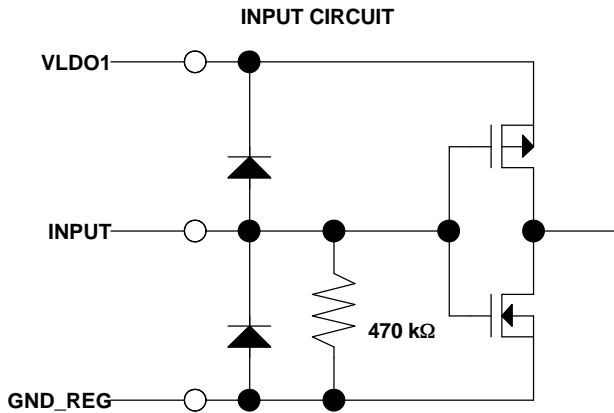 INPUT CIRCUIT
VLDO1
INPUT
470 kΩ
GND_REG